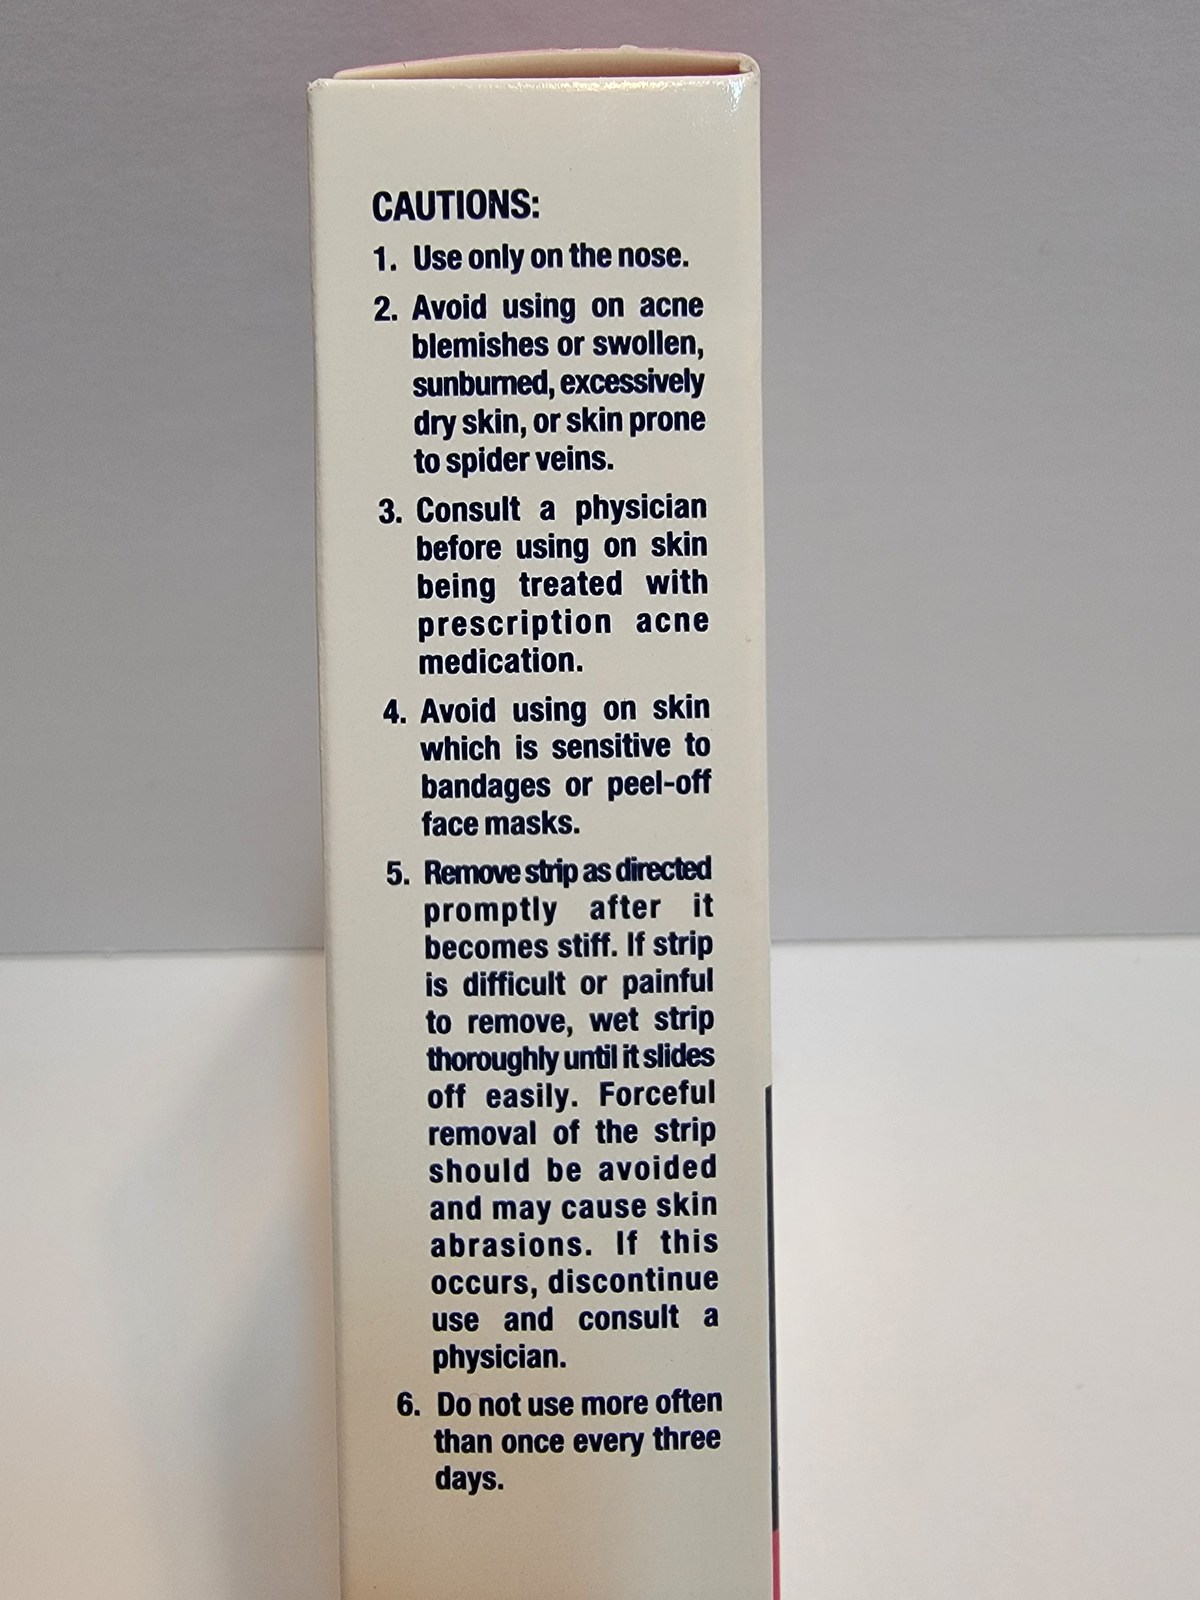 CAUTIONS:
1. Use only on the nose.
2. Avoid using on acne
blemishes or swollen,
sunburned, excessively
dry skin, or skin prone
to spider veins.
3. Consult a physician
before using on skin
being treated with
prescription acne
medication.
4. Avoid using on skin
which is sensitive to
bandages or peel-off
face masks.
5. Remove strip as directed
promptly after it
becomes stiff. If strip
is difficult or painful
to remove, wet strip
thoroughly until it slides
off easily. Forceful
removal of the strip
should be avoided
and may cause skin
abrasions. If this
occurs, discontinue
use and consult a
physician.
6. Do not use more often
than once every three
days.